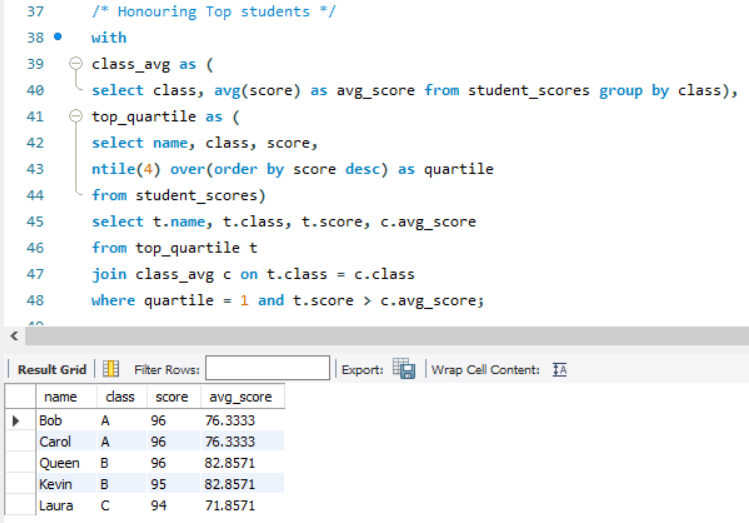 37 /* Honouring Top students */
38 with
39 class_avg as (
40 select class, avg(score) as avg_score from student_scores group by class),
41 top_quartile as (
42 select name, class, score,
43 ntile(4) over(order by score desc) as quartile
44 from student_scores)
45 select t.name, t.class, t.score, c.avg_score
46 from top_quartile t
47 join class_avg c on t.class = c.class
48 where quartile = 1 and t.score > c.avg_score;
Result Grid Filter Rows: Export: Wrap Cell Content: IA
name class score avg_score
Bob A 96 76.3333
Carol A 96 76.3333
Queen B 96 82.8571
Kevin B 95 82.8571
Laura C 94 71.8571